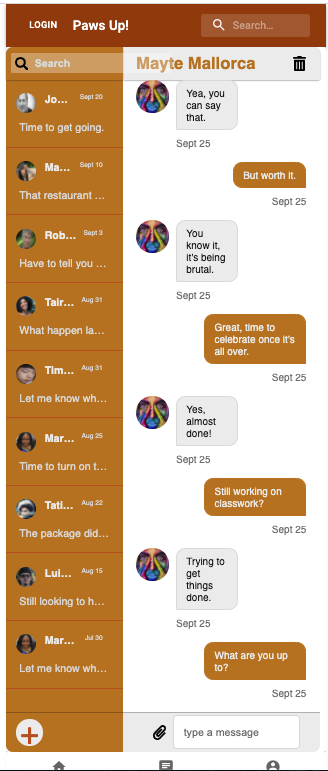 LOGIN Paws Up! Search...
Search
Jo... Sept 20
Time to get going.
Ma... Sept 10
That restaurant ...
Rob... Sept 3
Have to tell you ...
Tair... Aug 31
What happen la...
Tim... Aug 31
Let me know wh...
Mar... Aug 25
Time to turn on t...
Tati... Aug 22
The package did...
Lui... Aug 15
Still looking to h...
Mar... Jul 30
Let me know wh...
Mayte Mallorca
Yea, you
can say
that.
Sept 25
But worth it.
Sept 25
You
know it,
it's being
brutal.
Sept 25
Great, time to
celebrate once it's
all over.
Sept 25
Yes,
almost
done!
Sept 25
Still working on
classwork?
Sept 25
Trying to
get
things
done.
Sept 25
What are you up
to?
Sept 25
type a message